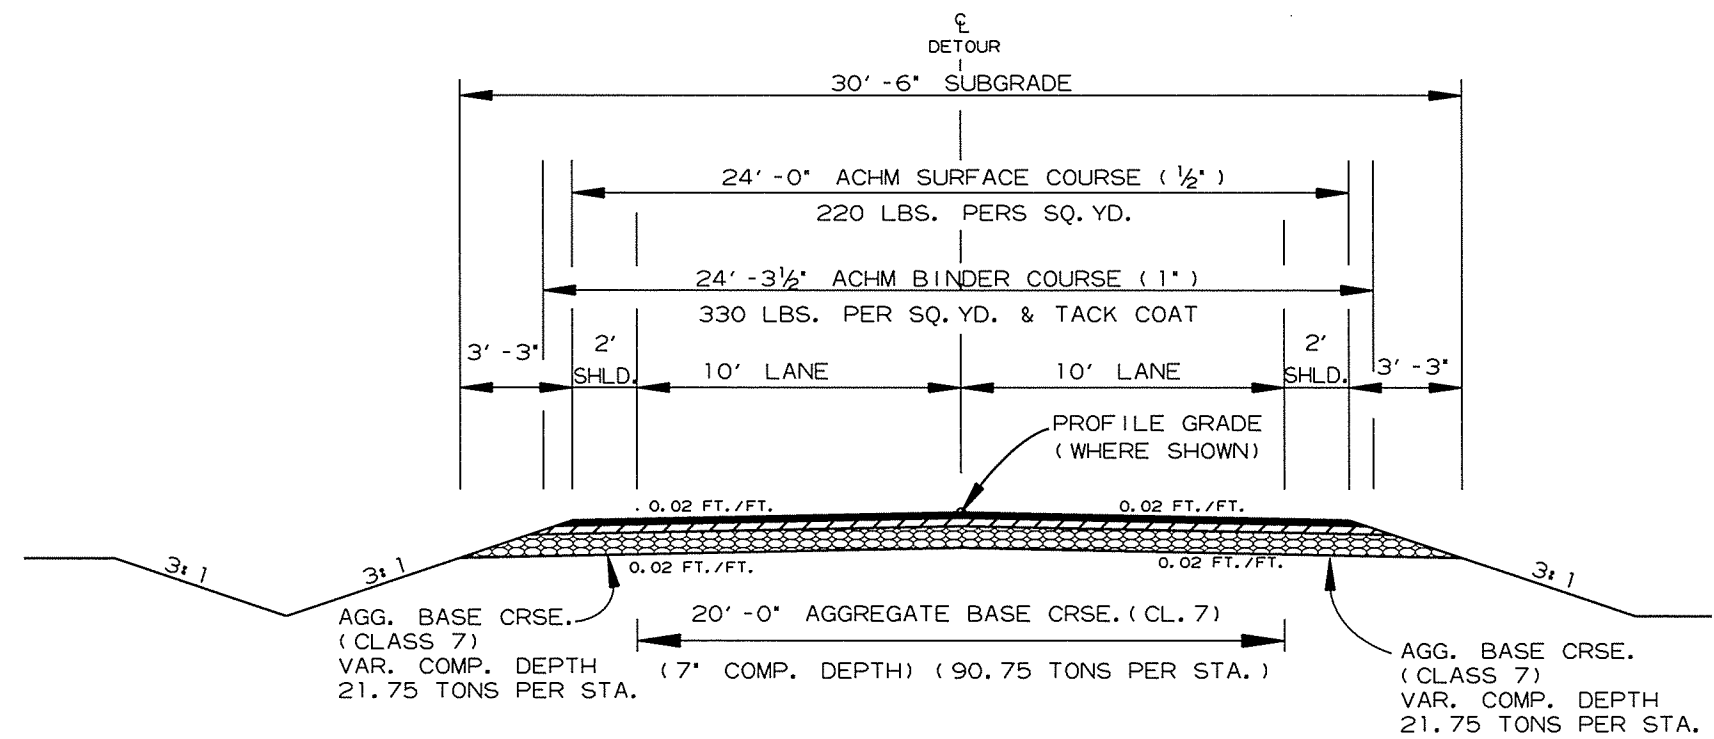 ℄
DETOUR
30'-6" SUBGRADE
24'-0" ACHM SURFACE COURSE (½")
220 LBS. PERS SQ.YD.
24'-3½" ACHM BINDER COURSE (1")
330 LBS. PER SQ.YD. & TACK COAT
3'-3"
2'
SHLD.
10' LANE
10' LANE
2'
SHLD.
3'-3"
PROFILE GRADE
(WHERE SHOWN)
0.02 FT./FT.
0.02 FT./FT.
3:1
3:1
0.02 FT./FT.
0.02 FT./FT.
3:1
AGG. BASE CRSE.
(CLASS 7)
VAR. COMP. DEPTH
21.75 TONS PER STA.
20'-0" AGGREGATE BASE CRSE.(CL.7)
(7" COMP. DEPTH) (90.75 TONS PER STA.)
AGG. BASE CRSE.
(CLASS 7)
VAR. COMP. DEPTH
21.75 TONS PER STA.